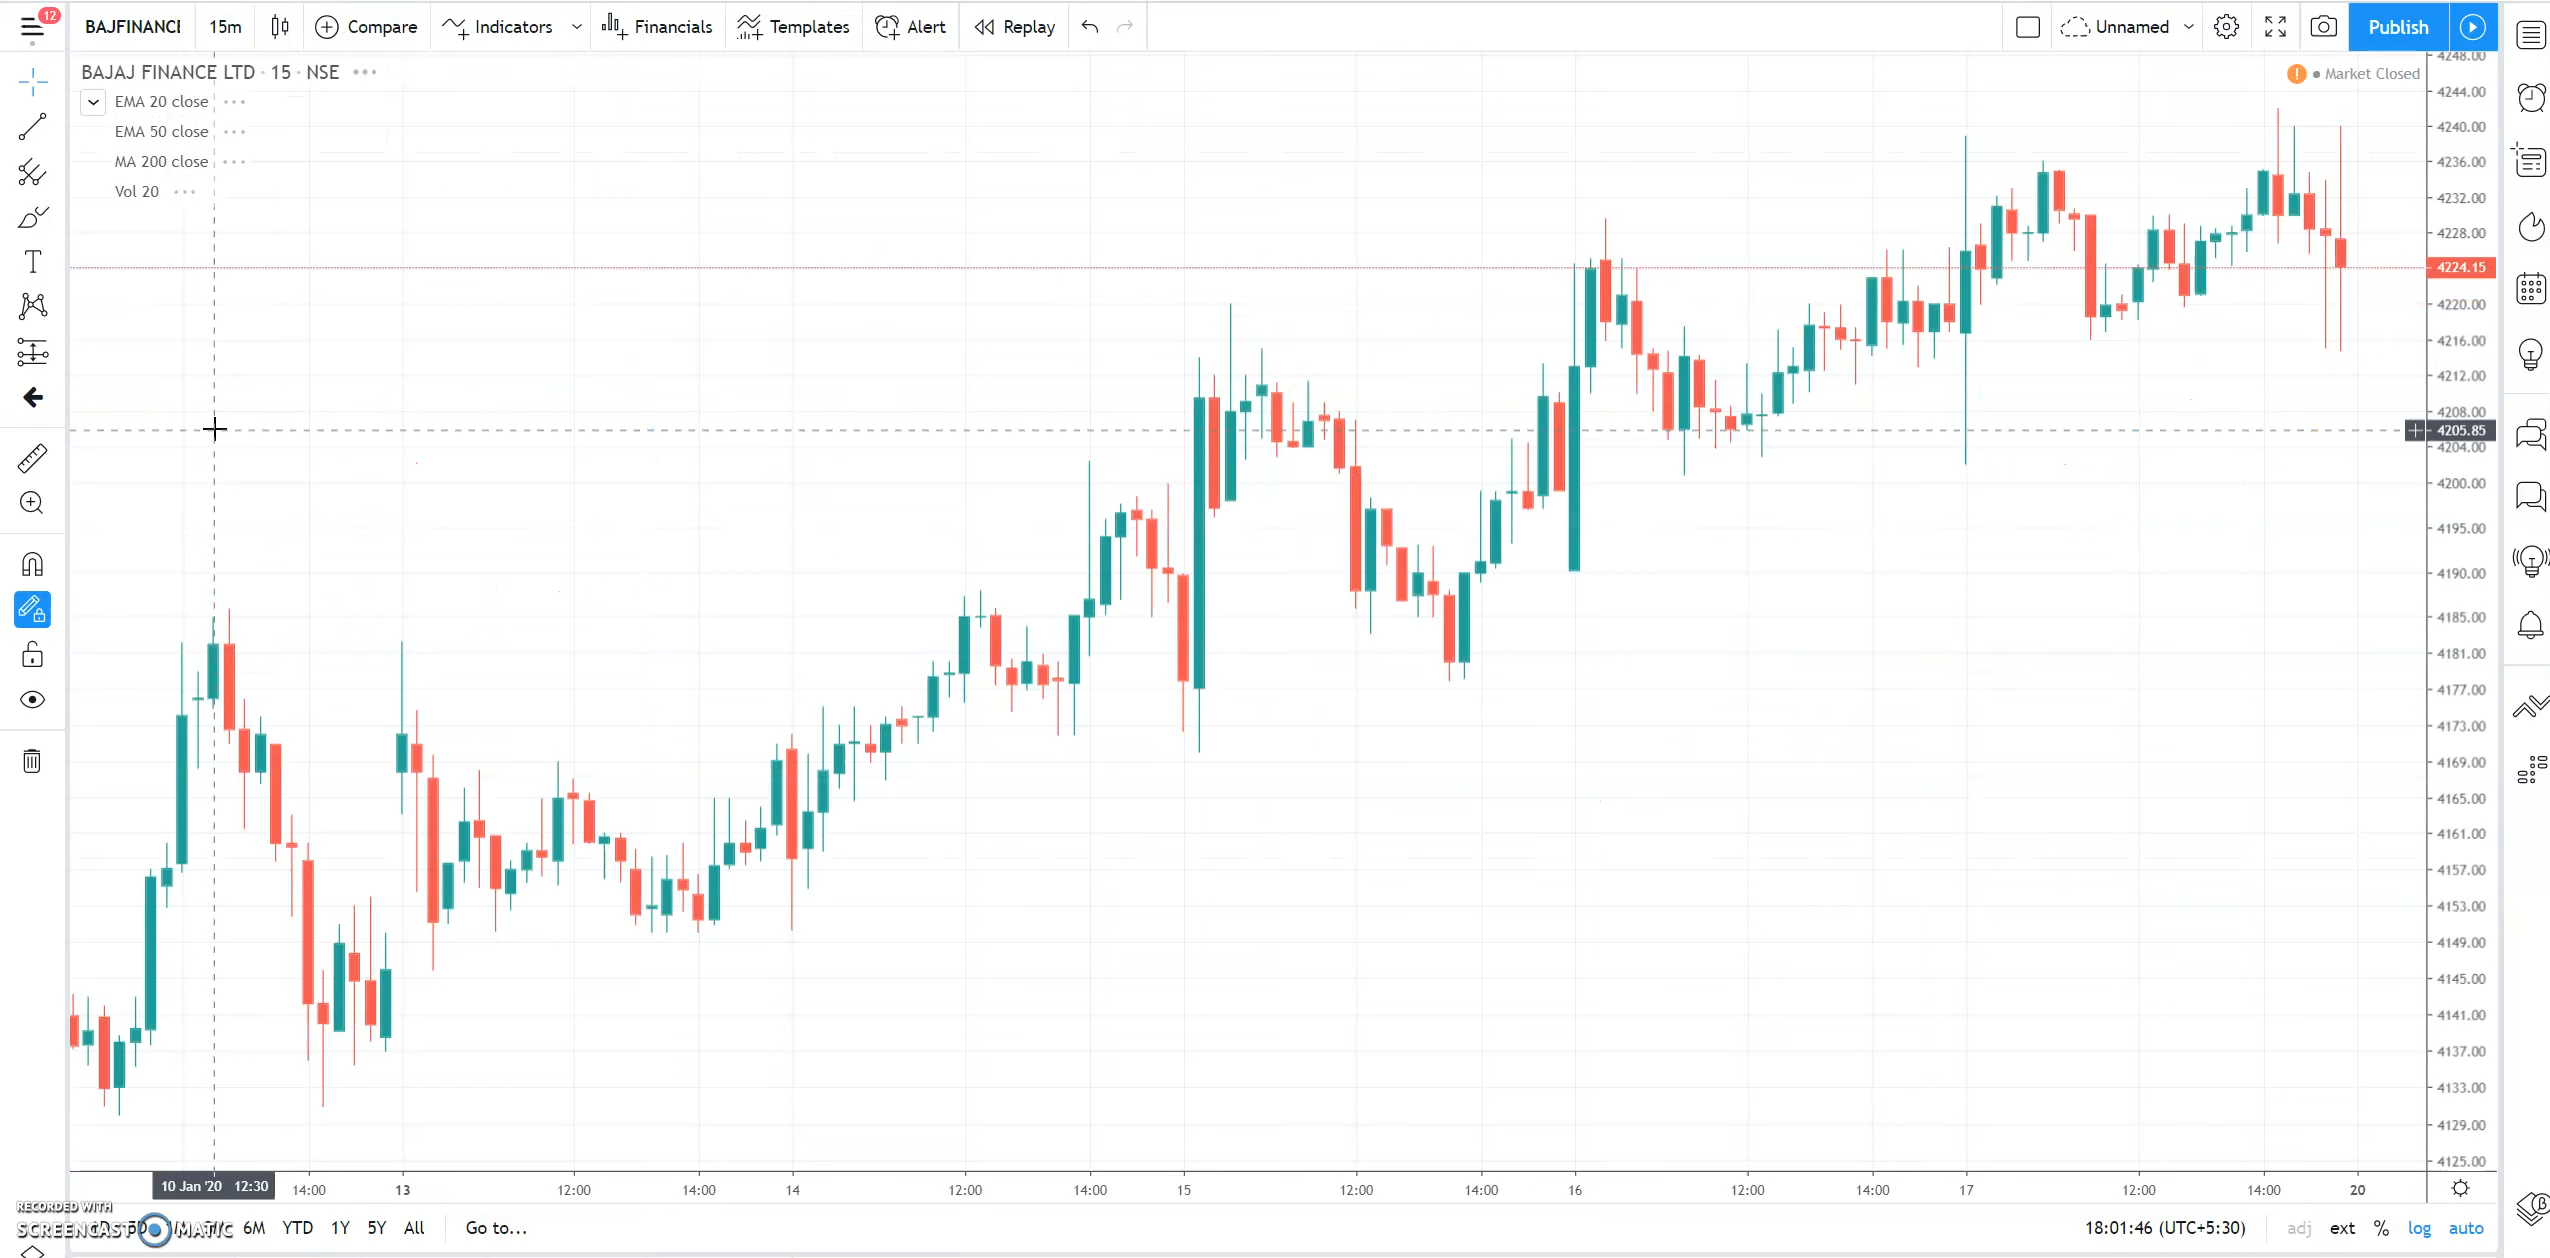 12 BAJFINANCE 15m Compare Indicators Financials Templates Alert Replay Unnamed Publish
BAJAJ FINANCE LTD · 15 · NSE
! Market Closed
EMA 20 close
EMA 50 close
MA 200 close
Vol 20
4248.00
4244.00
4240.00
4236.00
4232.00
4228.00
4224.15
4220.00
4216.00
4212.00
4208.00
4205.85
4204.00
4200.00
4195.00
4190.00
4185.00
4181.00
4177.00
4173.00
4169.00
4165.00
4161.00
4157.00
4153.00
4149.00
4145.00
4141.00
4137.00
4133.00
4129.00
4125.00
10 Jan '20 12:30 14:00 13 12:00 14:00 14 12:00 14:00 15 12:00 14:00 16 12:00 14:00 17 12:00 14:00 20
RECORDED WITH
SCREENCAST MATIC
5D 6M YTD 1Y 5Y All Go to... 18:01:46 (UTC+5:30) adj ext % log auto